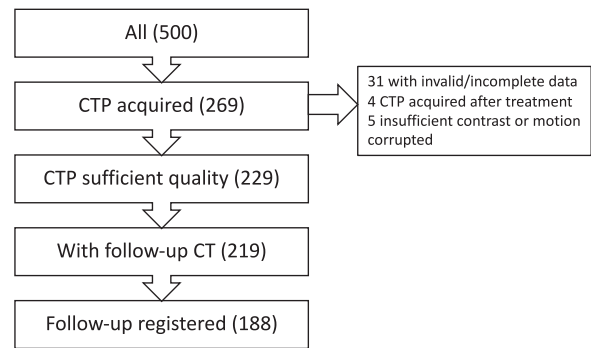 All (500)
CTP acquired (269)
31 with invalid/incomplete data
4 CTP acquired after treatment
5 insufficient contrast or motion
corrupted
CTP sufficient quality (229)
With follow-up CT (219)
Follow-up registered (188)